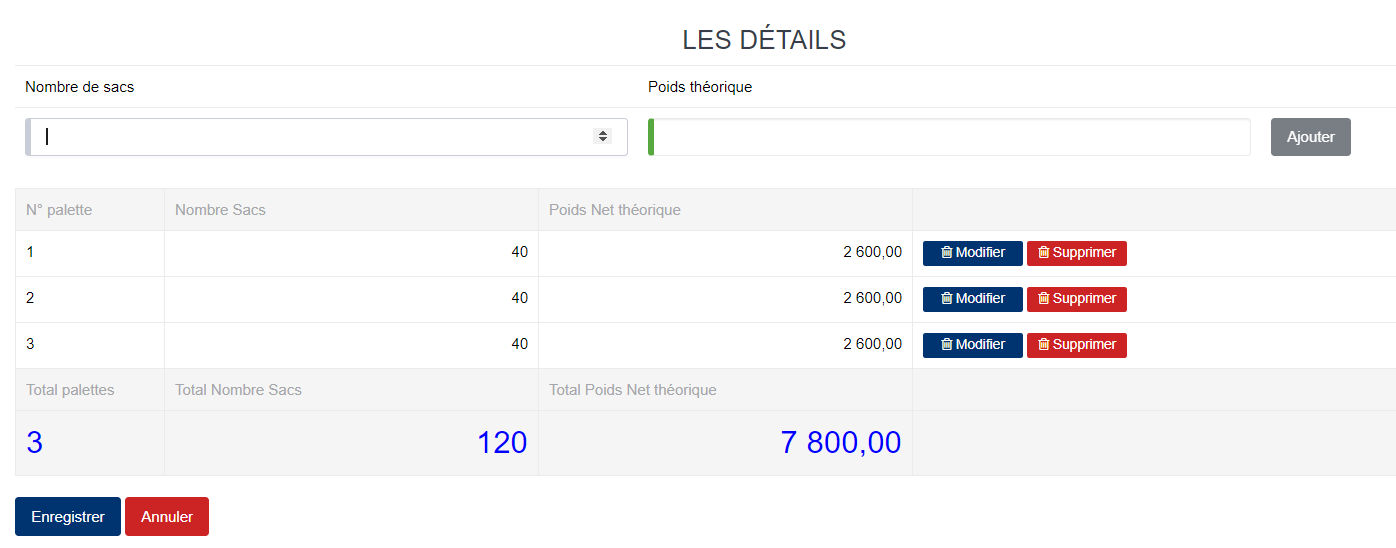 LES DÉTAILS
Nombre de sacs Poids théorique
Ajouter
N° palette Nombre Sacs Poids Net théorique
1 40 2 600,00 Modifier Supprimer
2 40 2 600,00 Modifier Supprimer
3 40 2 600,00 Modifier Supprimer
Total palettes Total Nombre Sacs Total Poids Net théorique
3 120 7 800,00
Enregistrer Annuler